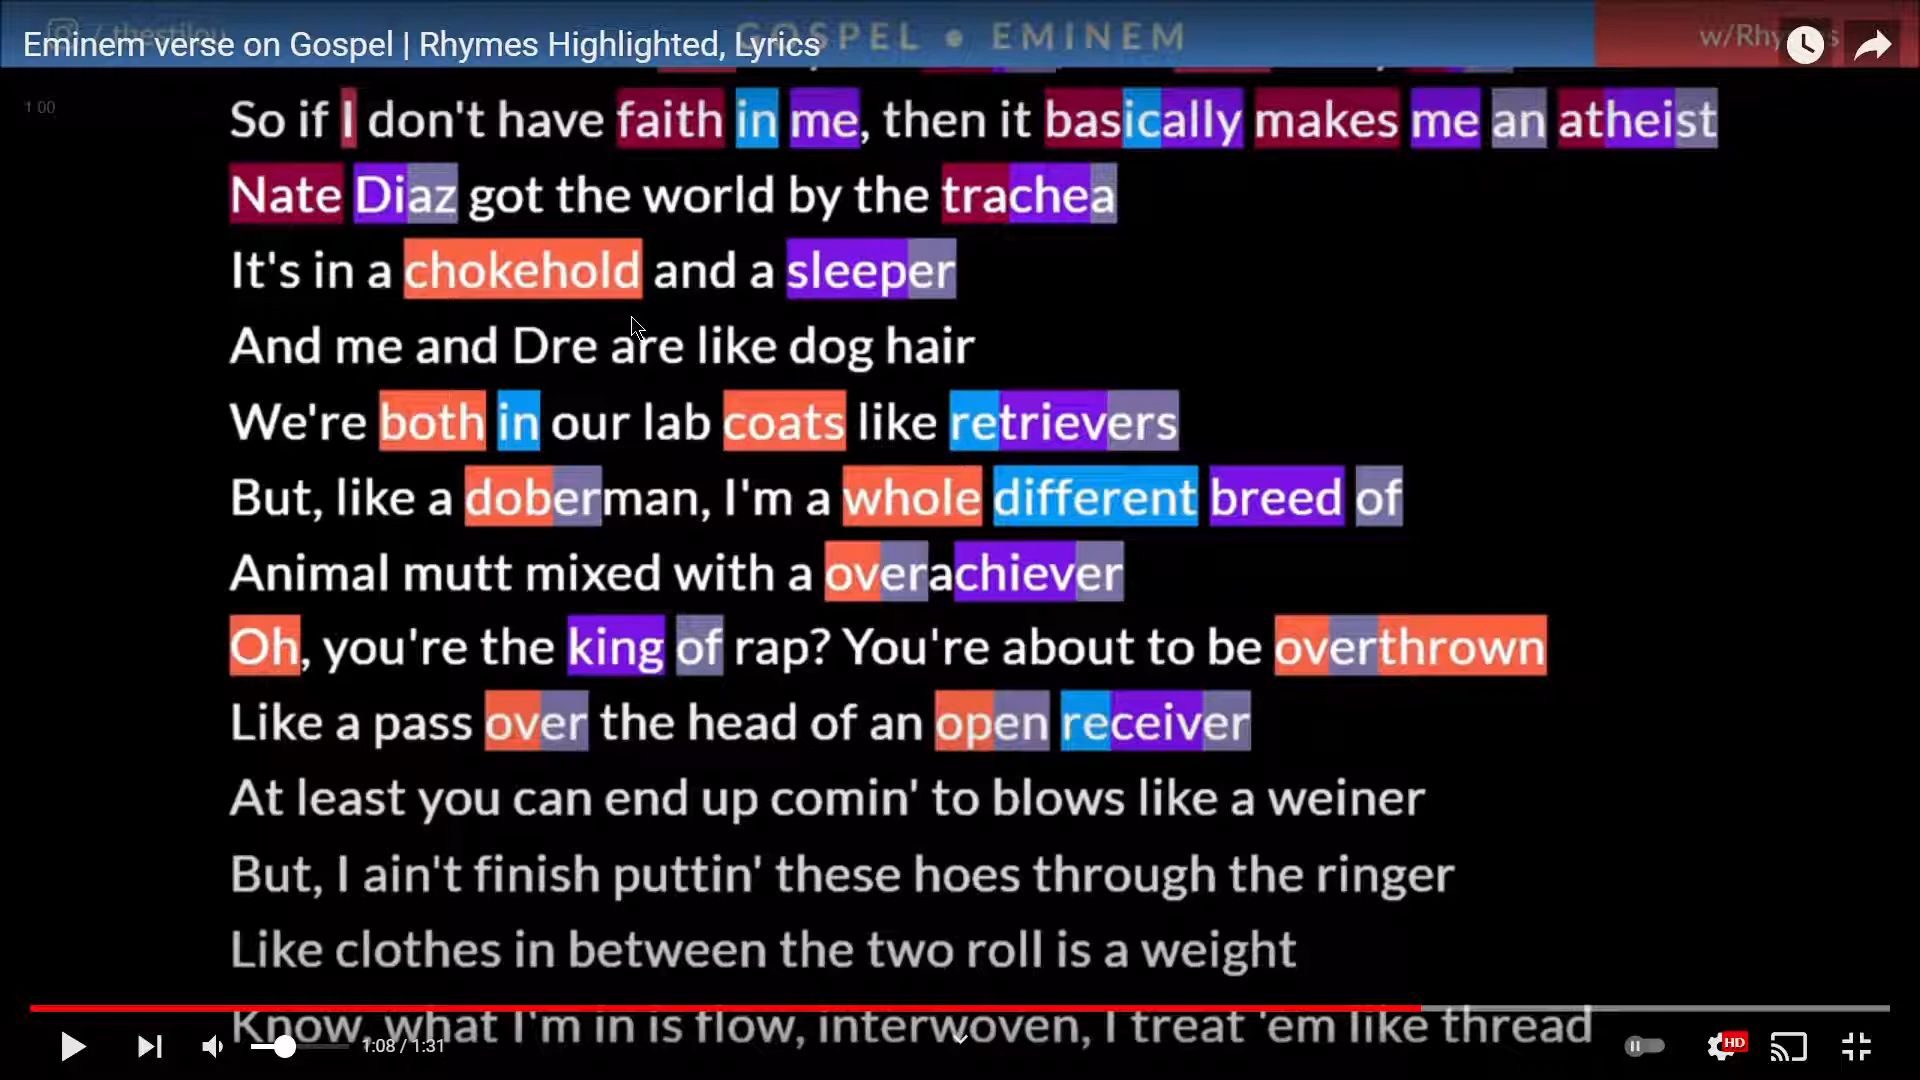 / thestilou
GOSPEL • EMINEM
Eminem verse on Gospel | Rhymes Highlighted, Lyrics
w/Rhy s
1 00
So if I don't have faith in me, then it basically makes me an atheist
Nate Diaz got the world by the trachea
It's in a chokehold and a sleeper
And me and Dre are like dog hair
We're both in our lab coats like retrievers
But, like a doberman, I'm a whole different breed of
Animal mutt mixed with a overachiever
Oh, you're the king of rap? You're about to be overthrown
Like a pass over the head of an open receiver
At least you can end up comin' to blows like a weiner
But, I ain't finish puttin' these hoes through the ringer
Like clothes in between the two roll is a weight
Know, what I'm in is flow, interwoven, I treat 'em like thread
1:08 / 1:31
HD